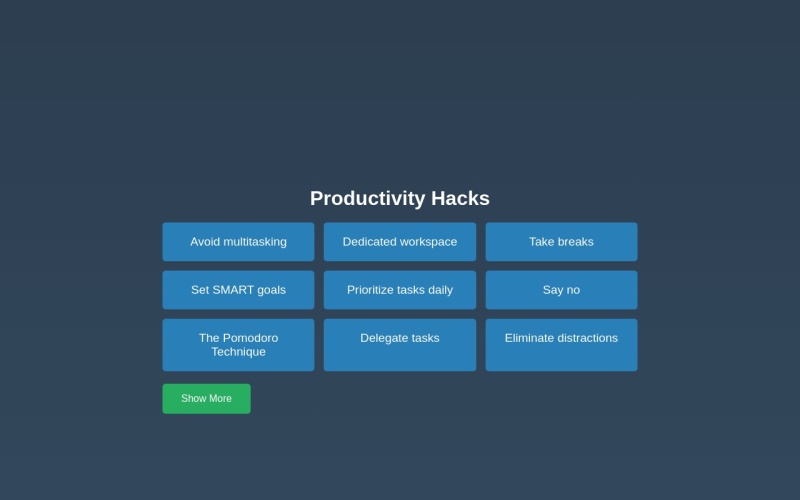 Productivity Hacks
Avoid multitasking
Dedicated workspace
Take breaks
Set SMART goals
Prioritize tasks daily
Say no
The Pomodoro
Technique
Delegate tasks
Eliminate distractions
Show More